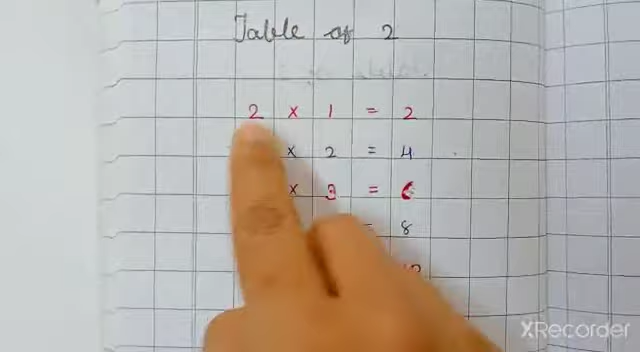 Table of 2
2 × 1 = 2
× 2 = 4
× 3 = 6
= 8
XRecorder